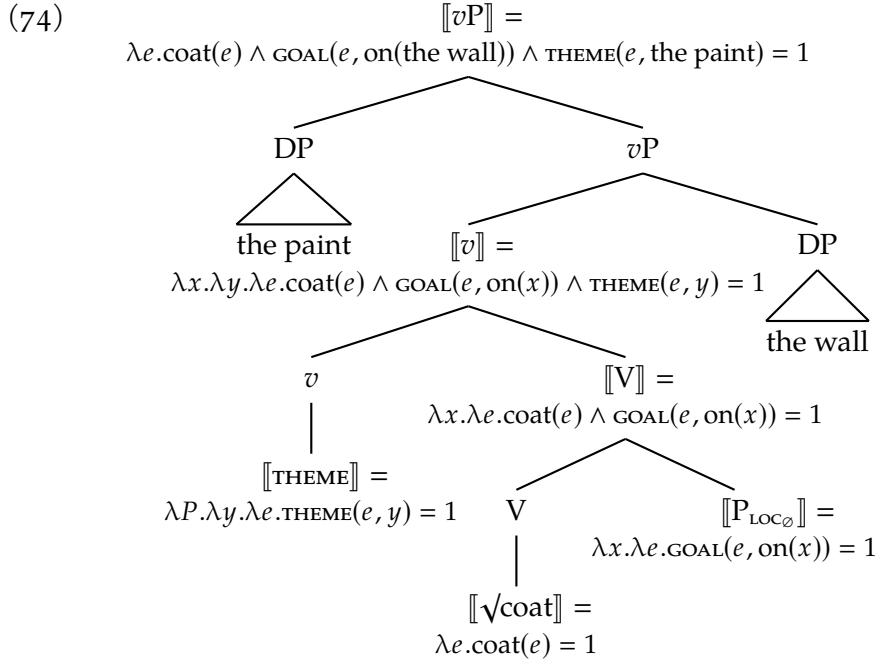 (74)
⟦vP⟧ =
λe.coat(e) ∧ GOAL(e, on(the wall)) ∧ THEME(e, the paint) = 1
DP vP
the paint ⟦v⟧ = DP
λx.λy.λe.coat(e) ∧ GOAL(e, on(x)) ∧ THEME(e, y) = 1
the wall
v ⟦V⟧ =
λx.λe.coat(e) ∧ GOAL(e, on(x)) = 1
⟦THEME⟧ =
λP.λy.λe.THEME(e, y) = 1 V ⟦P_LOC∅⟧ =
λx.λe.GOAL(e, on(x)) = 1
⟦√coat⟧ =
λe.coat(e) = 1